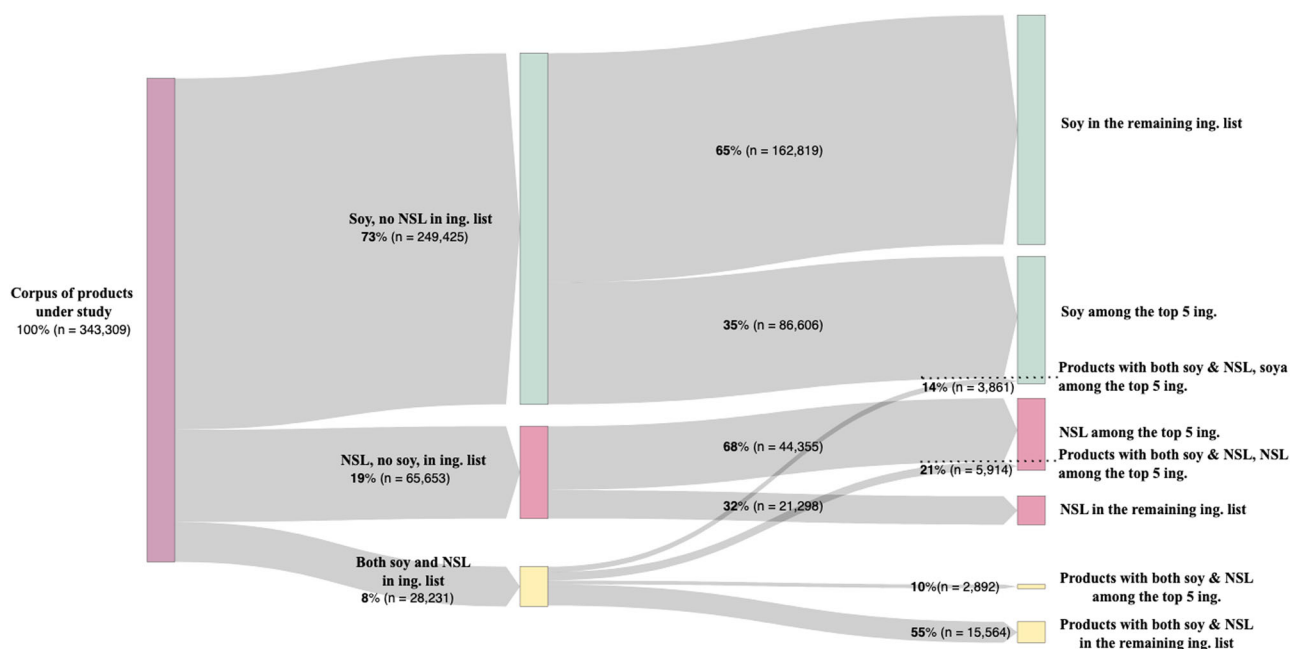 Corpus of products
under study
100% (n = 343,309)
Soy, no NSL in ing. list
73% (n = 249,425)
NSL, no soy, in ing. list
19% (n = 65,653)
Both soy and NSL
in ing. list
8% (n = 28,231)
65% (n = 162,819)
35% (n = 86,606)
14% (n = 3,861)
68% (n = 44,355)
21% (n = 5,914)
32% (n = 21,298)
10%(n = 2,892)
55% (n = 15,564)
Soy in the remaining ing. list
Soy among the top 5 ing.
Products with both soy & NSL, soya
among the top 5 ing.
NSL among the top 5 ing.
Products with both soy & NSL, NSL
among the top 5 ing.
NSL in the remaining ing. list
Products with both soy & NSL
among the top 5 ing.
Products with both soy & NSL
in the remaining ing. list